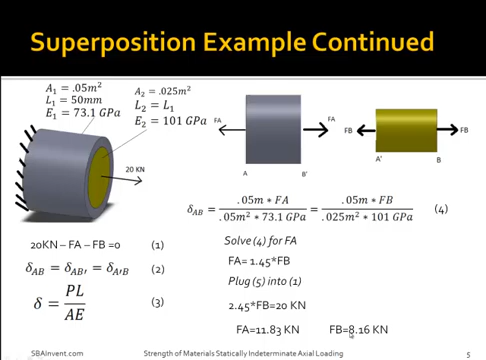 Superposition Example Continued
A₁ = .05m²
L₁ = 50mm
E₁ = 73.1 GPa
A₂ = .025m²
L₂ = L₁
E₂ = 101 GPa
20 KN
FA
FA
A
B'
FB
FB
A'
B
δ_AB = .05m * FA / .05m² * 73.1 GPa = .05m * FB / .025m² * 101 GPa (4)
20KN – FA – FB =0 (1)
δ_AB = δ_AB′ = δ_A′B (2)
δ = PL / AE (3)
Solve (4) for FA
FA= 1.45*FB
Plug (5) into (1)
2.45*FB=20 KN
FA=11.83 KN FB=8.16 KN
SBAInvent.com Strength of Materials Statically Indeterminate Axial Loading 5